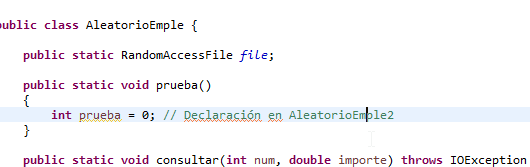 public class AleatorioEmple {
public static RandomAccessFile file;
public static void prueba()
{
int prueba = 0; // Declaración en AleatorioEmple2
}
public static void consultar(int num, double importe) throws IOException